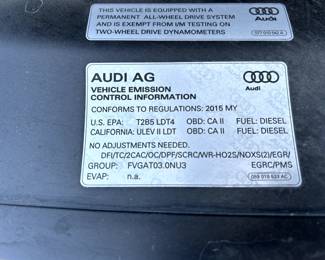 THIS VEHICLE IS EQUIPPED WITH A
PERMANENT ALL-WHEEL DRIVE SYSTEM
AND IS EXEMPT FROM I/M TESTING ON
TWO-WHEEL DRIVE DYNAMOMETERS
Audi
AUDI AG
VEHICLE EMISSION
CONTROL INFORMATION
Audi
CONFORMS TO REGULATIONS: 2015 MY
U.S. EPA: T2B5 LDT4 OBD: CA II FUEL: DIESEL
CALIFORNIA: ULEV II LDT OBD: CA II FUEL: DIESEL
NO ADJUSTMENTS NEEDED.
DFI/TC/2CAC/OC/DPF/SCRC/WR-HO2S/NOXS(2)/EGR/
GROUP: FVGAT03.0NU3 EGRC/PM4
EVAP: n.a.